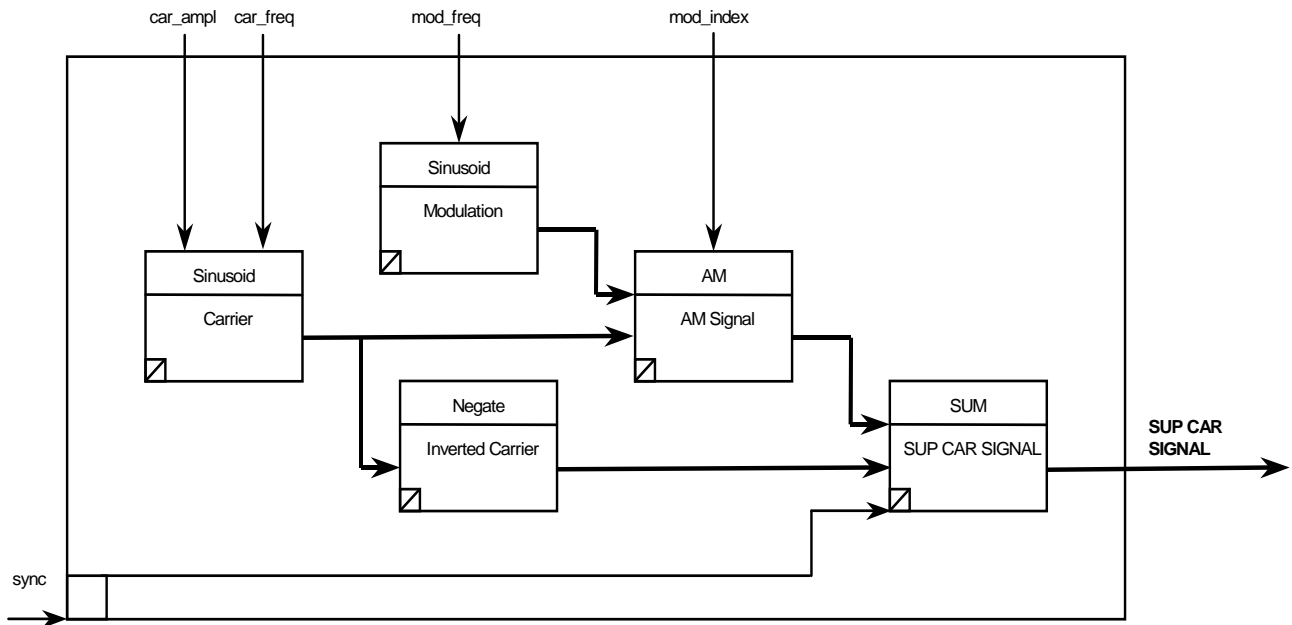 car_ampl
car_freq
mod_freq
mod_index
Sinusoid
Modulation
Sinusoid
Carrier
AM
AM Signal
Negate
Inverted Carrier
SUM
SUP CAR SIGNAL
SUP CAR
SIGNAL
sync